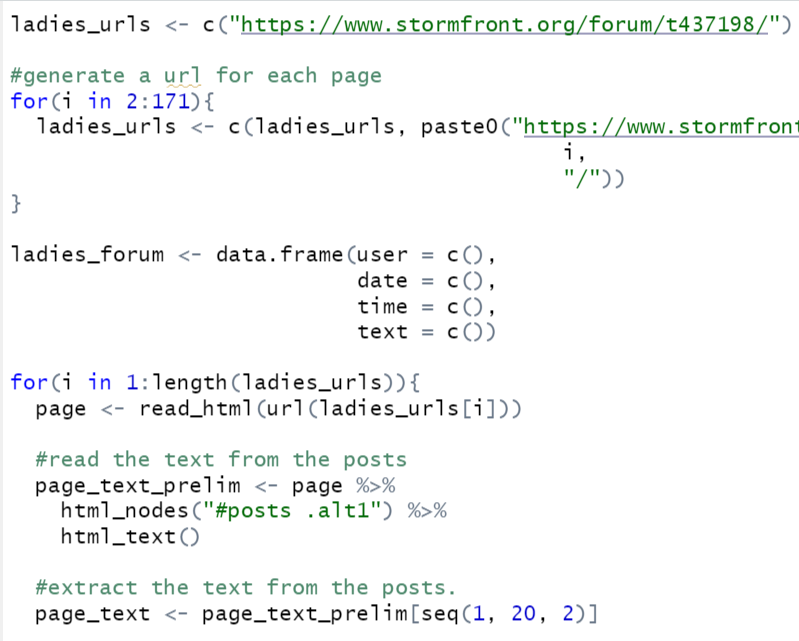 ladies_urls <- c("https://www.stormfront.org/forum/t437198/")
#generate a url for each page
for(i in 2:171){
  ladies_urls <- c(ladies_urls, paste0("https://www.stormfront
                                           i,
                                           "/"))
}
ladies_forum <- data.frame(user = c(),
                           date = c(),
                           time = c(),
                           text = c())
for(i in 1:length(ladies_urls)){
  page <- read_html(url(ladies_urls[i]))
  #read the text from the posts
  page_text_prelim <- page %>%
    html_nodes("#posts .alt1") %>%
    html_text()
  #extract the text from the posts.
  page_text <- page_text_prelim[seq(1, 20, 2)]